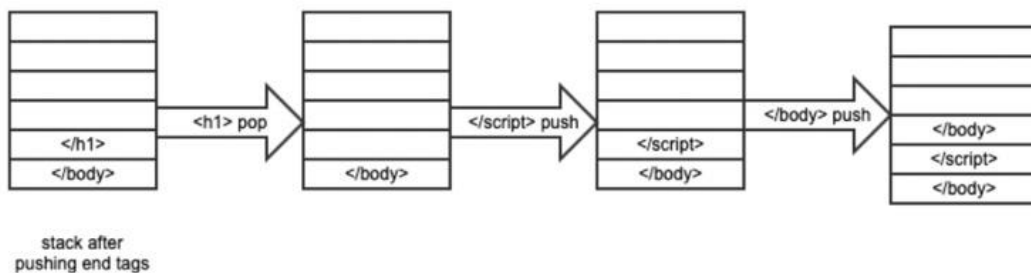 <h1> pop
</script> push
</body> push
</body>
</h1>
</script>
</script>
</body>
</body>
</body>
</body>
stack after
pushing end tags